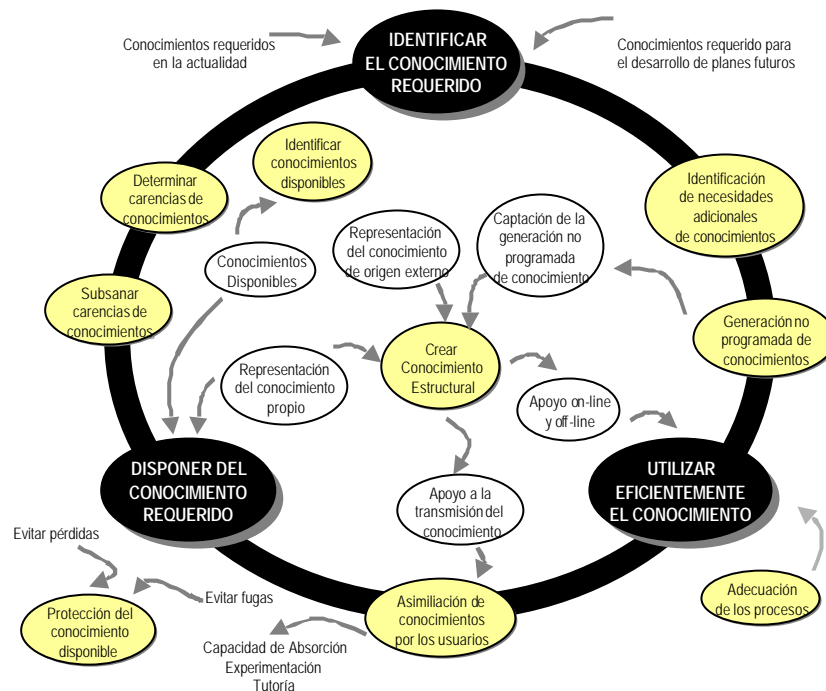 IDENTIFICAR
EL CONOCIMIENTO
REQUERIDO
Conocimientos requeridos
en la actualidad
Conocimientos requerido para
el desarrollo de planes futuros
Identificar
conocimientos
disponibles
Determinar
carencias de
conocimientos
Identificación
de necesidades
adicionales
de conocimientos
Representación
del conocimiento
de origen externo
Captación de la
generación no
programada
de conocimiento
Conocimientos
Disponibles
Subsanar
carencias de
conocimientos
Generación no
programada de
conocimientos
Crear
Conocimiento
Estructural
Representación
del conocimiento
propio
Apoyo on-line
y off-line
DISPONER DEL
CONOCIMIENTO
REQUERIDO
UTILIZAR
EFICIENTEMENTE
EL CONOCIMIENTO
Apoyo a la
transmisión del
conocimiento
Evitar pérdidas
Evitar fugas
Protección del
conocimiento
disponible
Asimiliación de
conocimientos
por los usuarios
Adecuación
de los procesos
Capacidad de Absorción
Experimentación
Tutoría